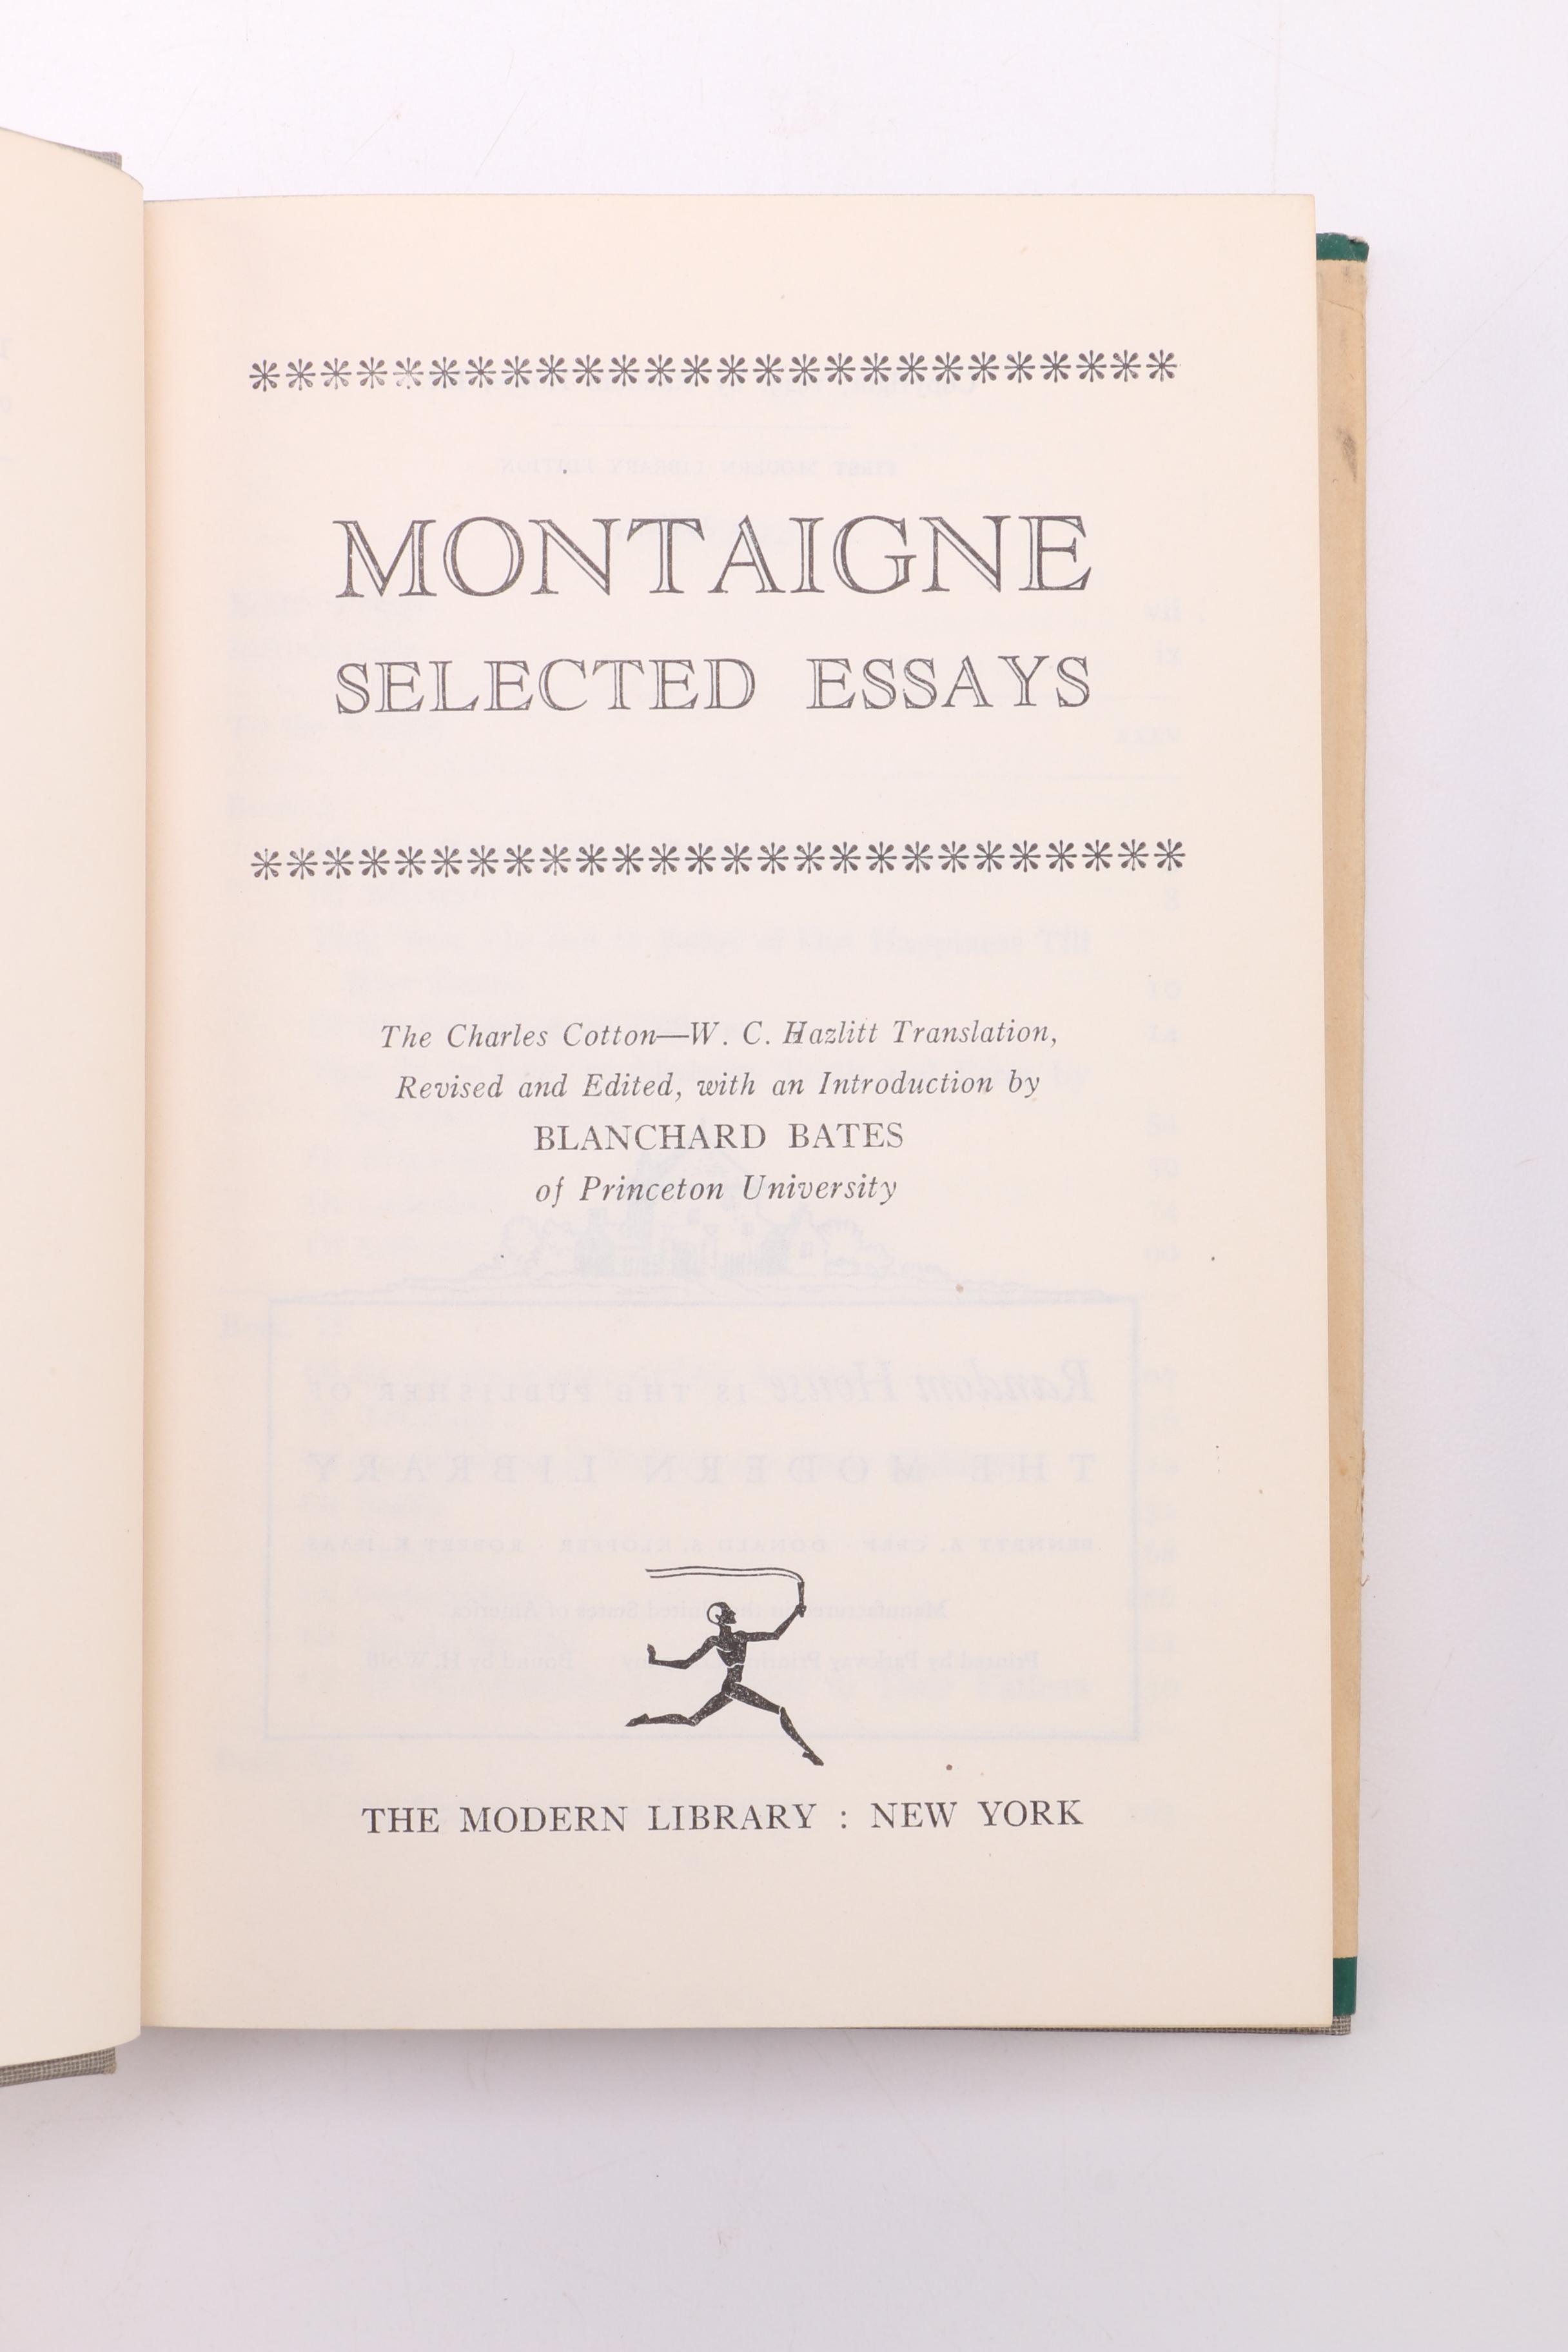 MONTAIGNE
SELECTED ESSAYS
The Charles Cotton—W. C. Hazlitt Translation,
Revised and Edited, with an Introduction by
BLANCHARD BATES
of Princeton University
THE MODERN LIBRARY : NEW YORK